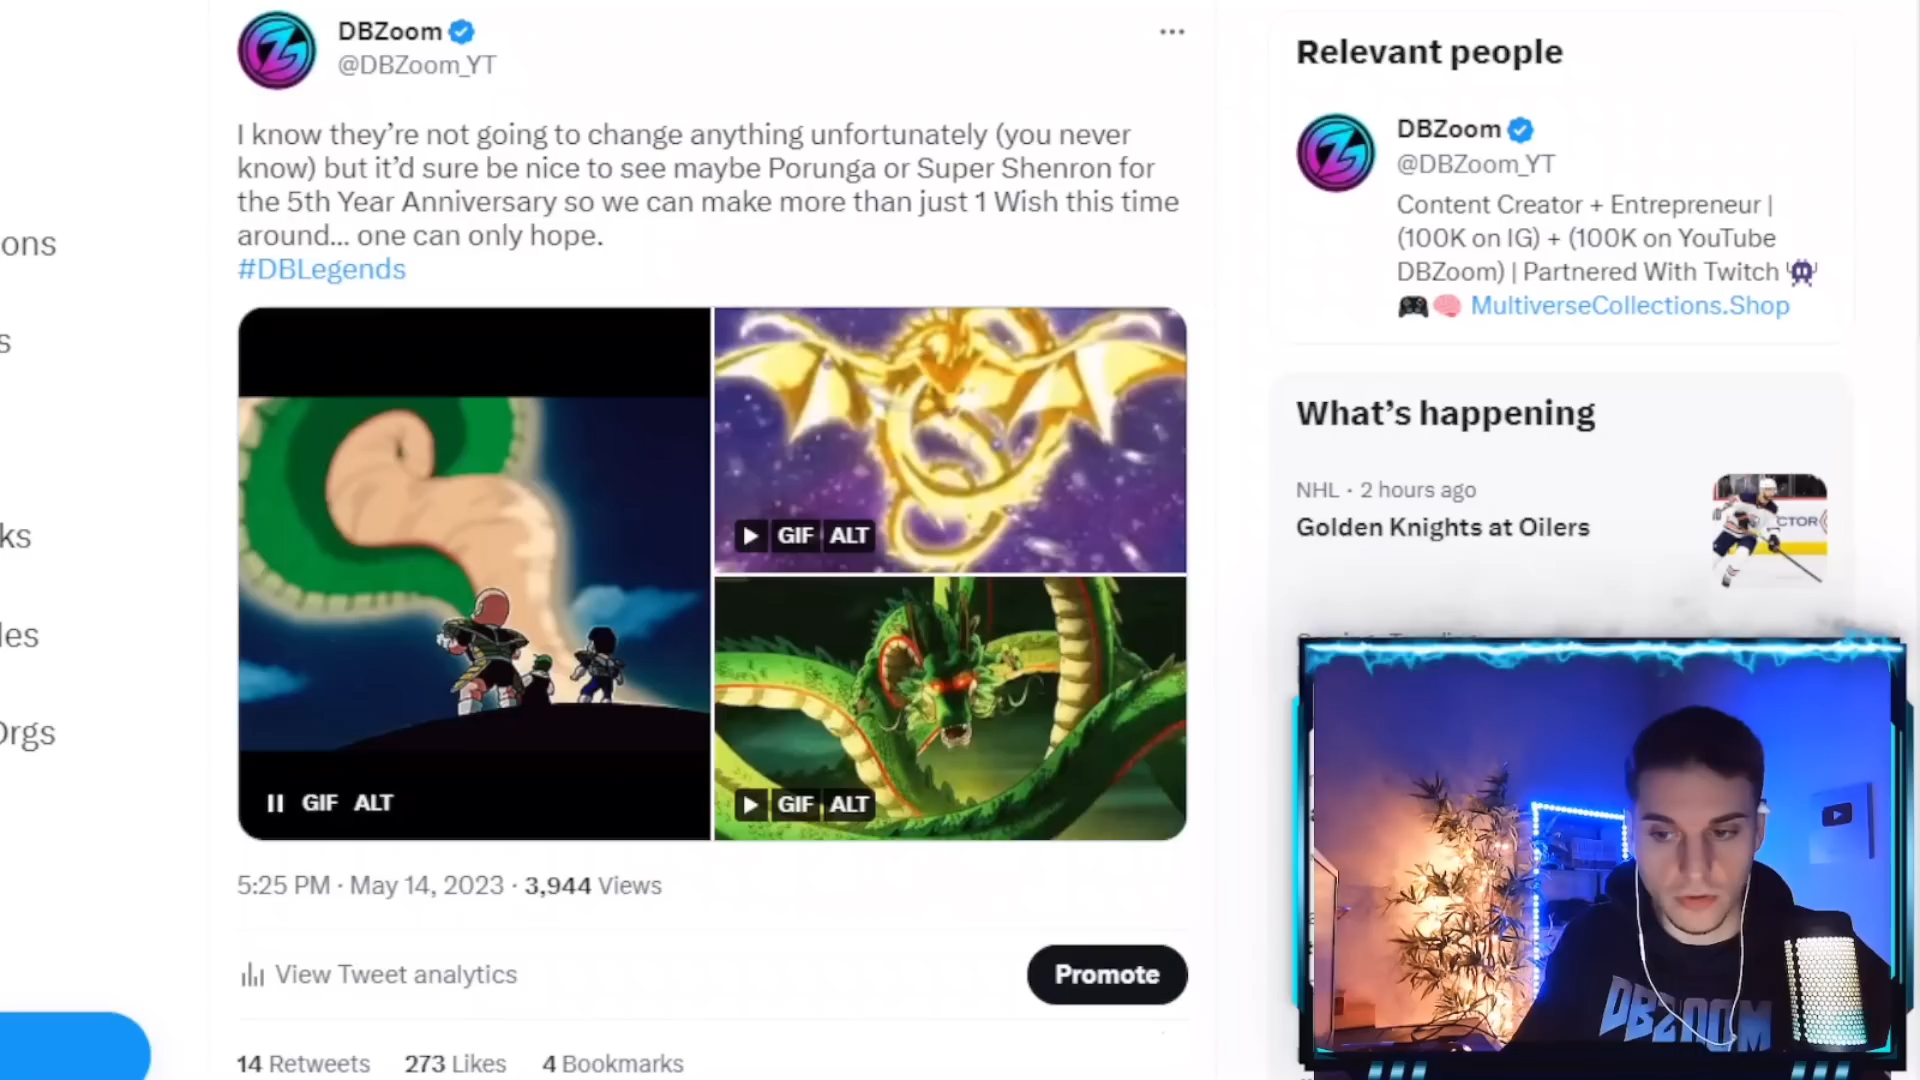 DBZoom
@DBZoom_YT
I know they’re not going to change anything unfortunately (you never
know) but it’d sure be nice to see maybe Porunga or Super Shenron for
the 5th Year Anniversary so we can make more than just 1 Wish this time
around... one can only hope.
#DBLegends
GIF ALT
GIF ALT
GIF ALT
5:25 PM · May 14, 2023 · 3,944 Views
View Tweet analytics
Promote
14 Retweets 273 Likes 4 Bookmarks
Relevant people
DBZoom
@DBZoom_YT
Content Creator + Entrepreneur |
(100K on IG) + (100K on YouTube
DBZoom) | Partnered With Twitch
MultiverseCollections.Shop
What’s happening
NHL · 2 hours ago
Golden Knights at Oilers
CTOR
DBZOOM
ons
s
ks
les
Orgs